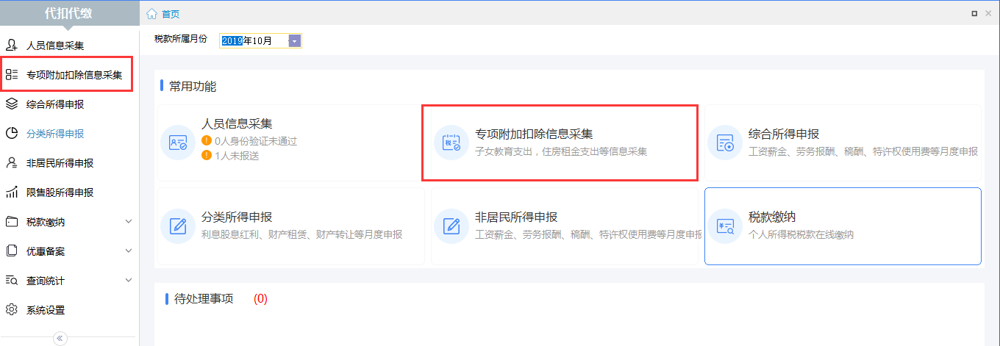 代扣代缴
首页
人员信息采集
专项附加扣除信息采集
综合所得申报
分类所得申报
非居民所得申报
限售股所得申报
税款缴纳
优惠备案
查询统计
系统设置
税款所属月份
2019年10月
常用功能
人员信息采集
0人身份验证未通过
1人未报送
税
专项附加扣除信息采集
子女教育支出，住房租金支出等信息采集
综合所得申报
工资薪金、劳务报酬、稿酬、特许权使用费等月度申报
分类所得申报
利息股息红利、财产租赁、财产转让等月度申报
非居民所得申报
工资薪金、劳务报酬、稿酬、特许权使用费等月度申报
税款缴纳
个人所得税税款在线缴纳
待处理事项 (0)